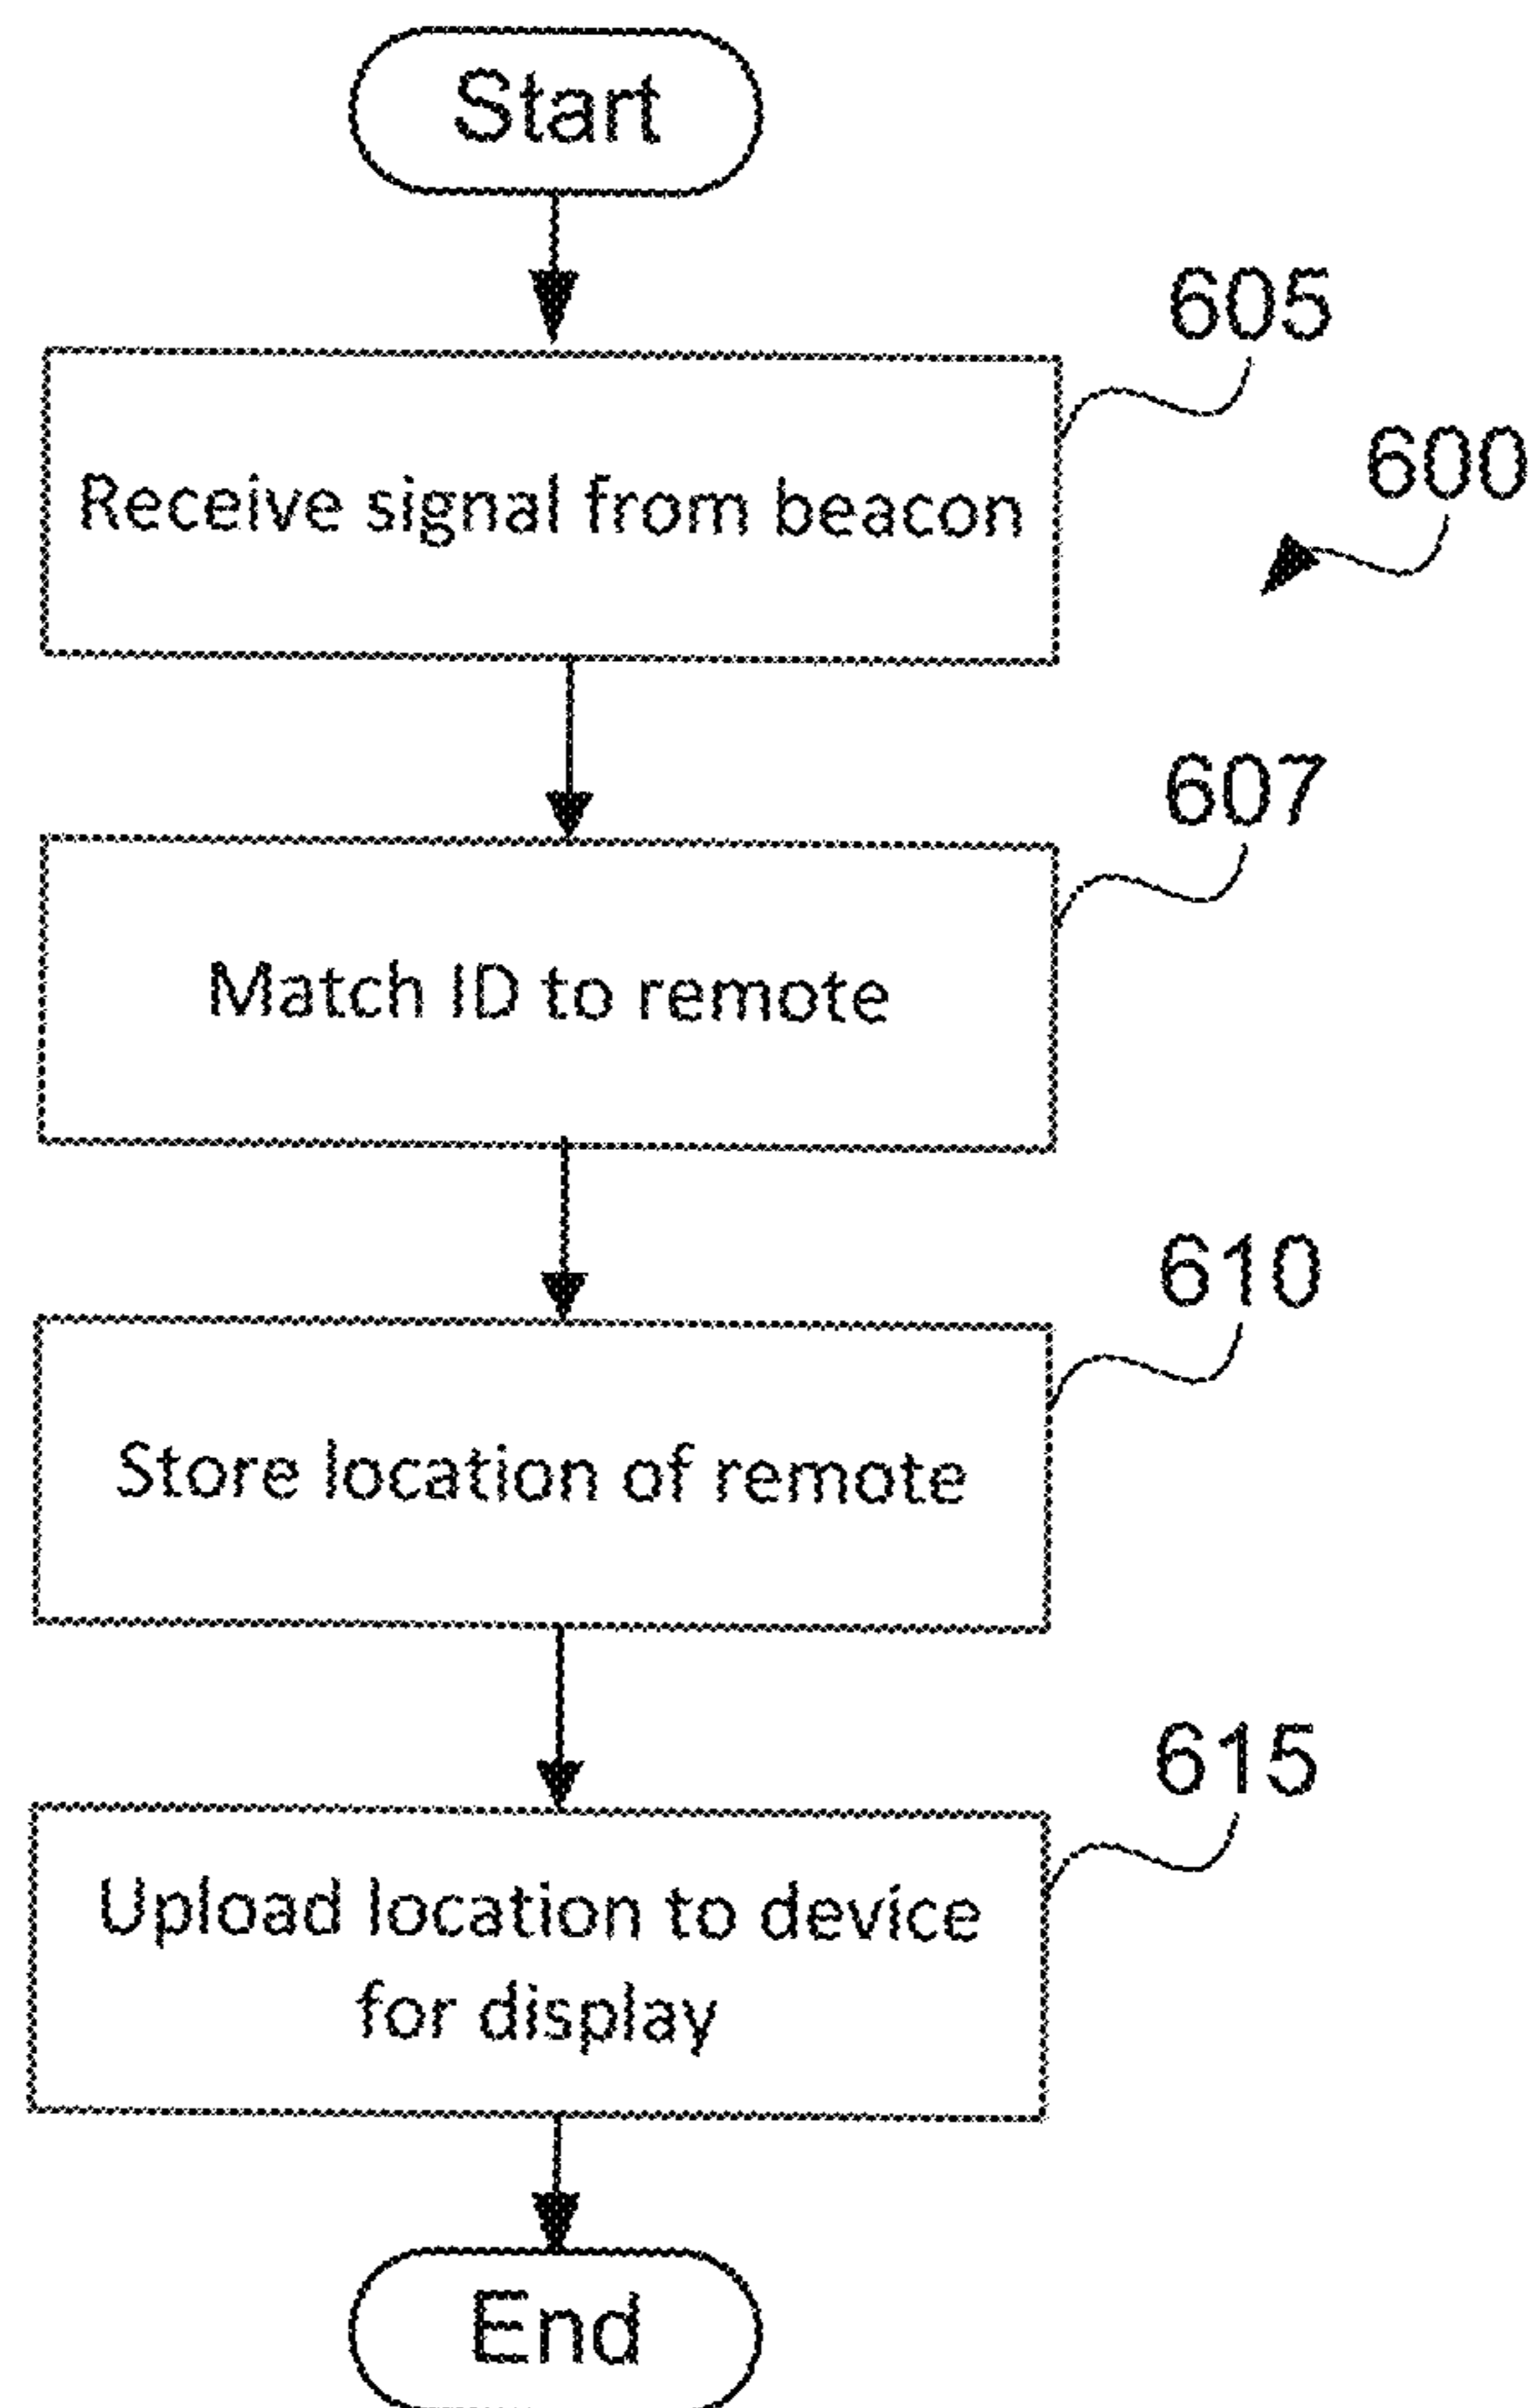 Start
605
600
Receive signal from beacon
607
Match ID to remote
610
Store location of remote
615
Upload location to device
for display
End